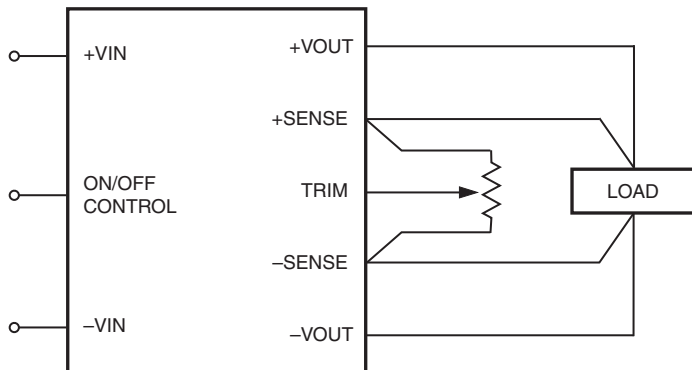 +VIN
ON/OFF
CONTROL
–VIN
+VOUT
+SENSE
TRIM
–SENSE
–VOUT
LOAD